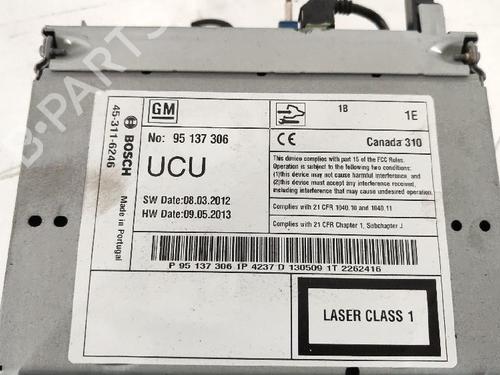 GM
1B
1E
No: 95 137 306
Canada 310
UCU
This device complies with part 15 of the FCC Rules.
Operation is subject to the following two conditions:
(1)this device may not cause harmful interference, and
(2)this device must accept any interference received,
including interference that may cause undesired
operation.
SW Date:08.03.2012
HW Date:09.05.2013
Complies with 21 CFR 1040.10 and 1040.11
Complies with 21 CFR Chapter 1, Subchapter J
P 95 137 306 1P 4237 D 130509 1T 2262416
LASER CLASS 1
BOSCH
45-311-6246
Made in Portugal
B-PARTS